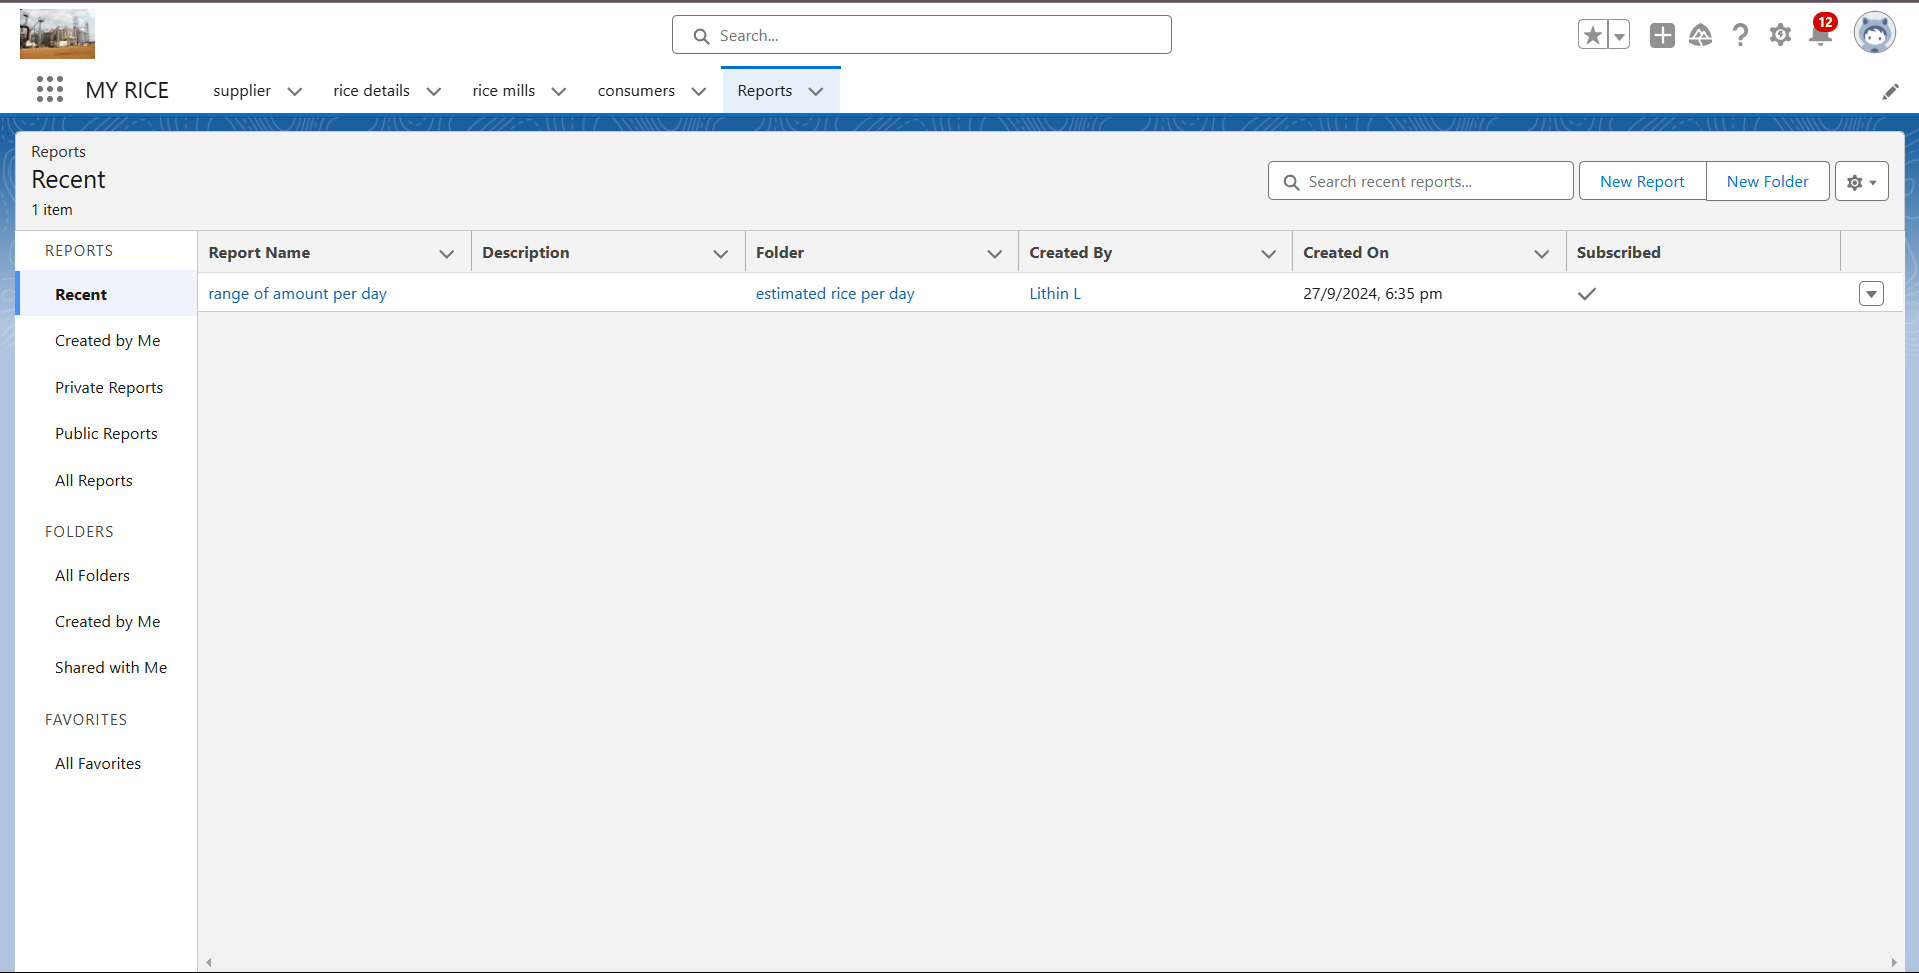 Search...
12
MY RICE
supplier
rice details
rice mills
consumers
Reports
Reports
Recent
1 item
Search recent reports...
New Report
New Folder
REPORTS
Recent
Created by Me
Private Reports
Public Reports
All Reports
FOLDERS
All Folders
Created by Me
Shared with Me
FAVORITES
All Favorites
Report Name
Description
Folder
Created By
Created On
Subscribed
range of amount per day
estimated rice per day
Lithin L
27/9/2024, 6:35 pm